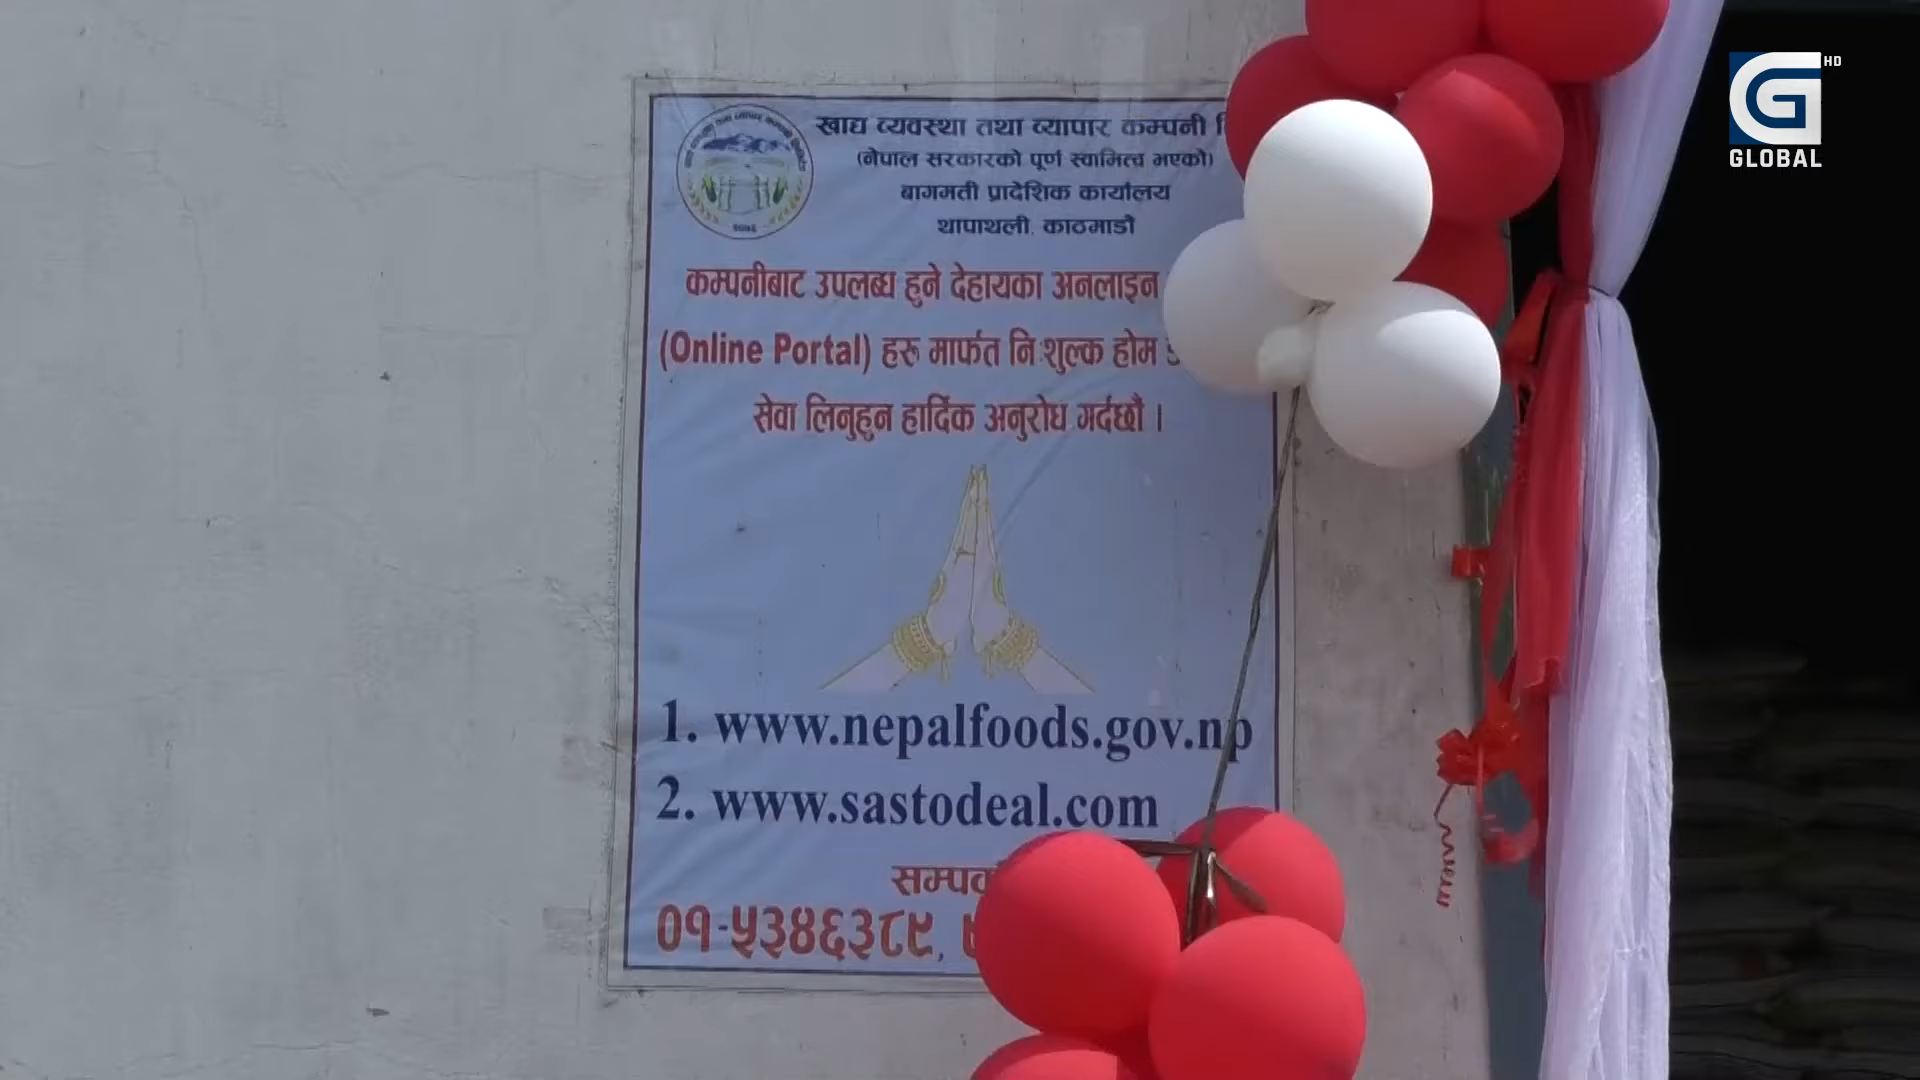 खाद्य व्यवस्था तथा व्यापार कम्पनी
(नेपाल सरकारको पूर्ण स्वामित्व भएको)
बागमती प्रादेशिक कार्यालय
थापाथली, काठमाडौं
कम्पनीबाट उपलब्ध हुने देहायका अनलाइन
(Online Portal) हरु मार्फत निःशुल्क होम
सेवा लिनुहुन हार्दिक अनुरोध गर्दछौं ।
1. www.nepalfoods.gov.np
2. www.sastodeal.com
०१-५३४६३८९,
G HD
GLOBAL